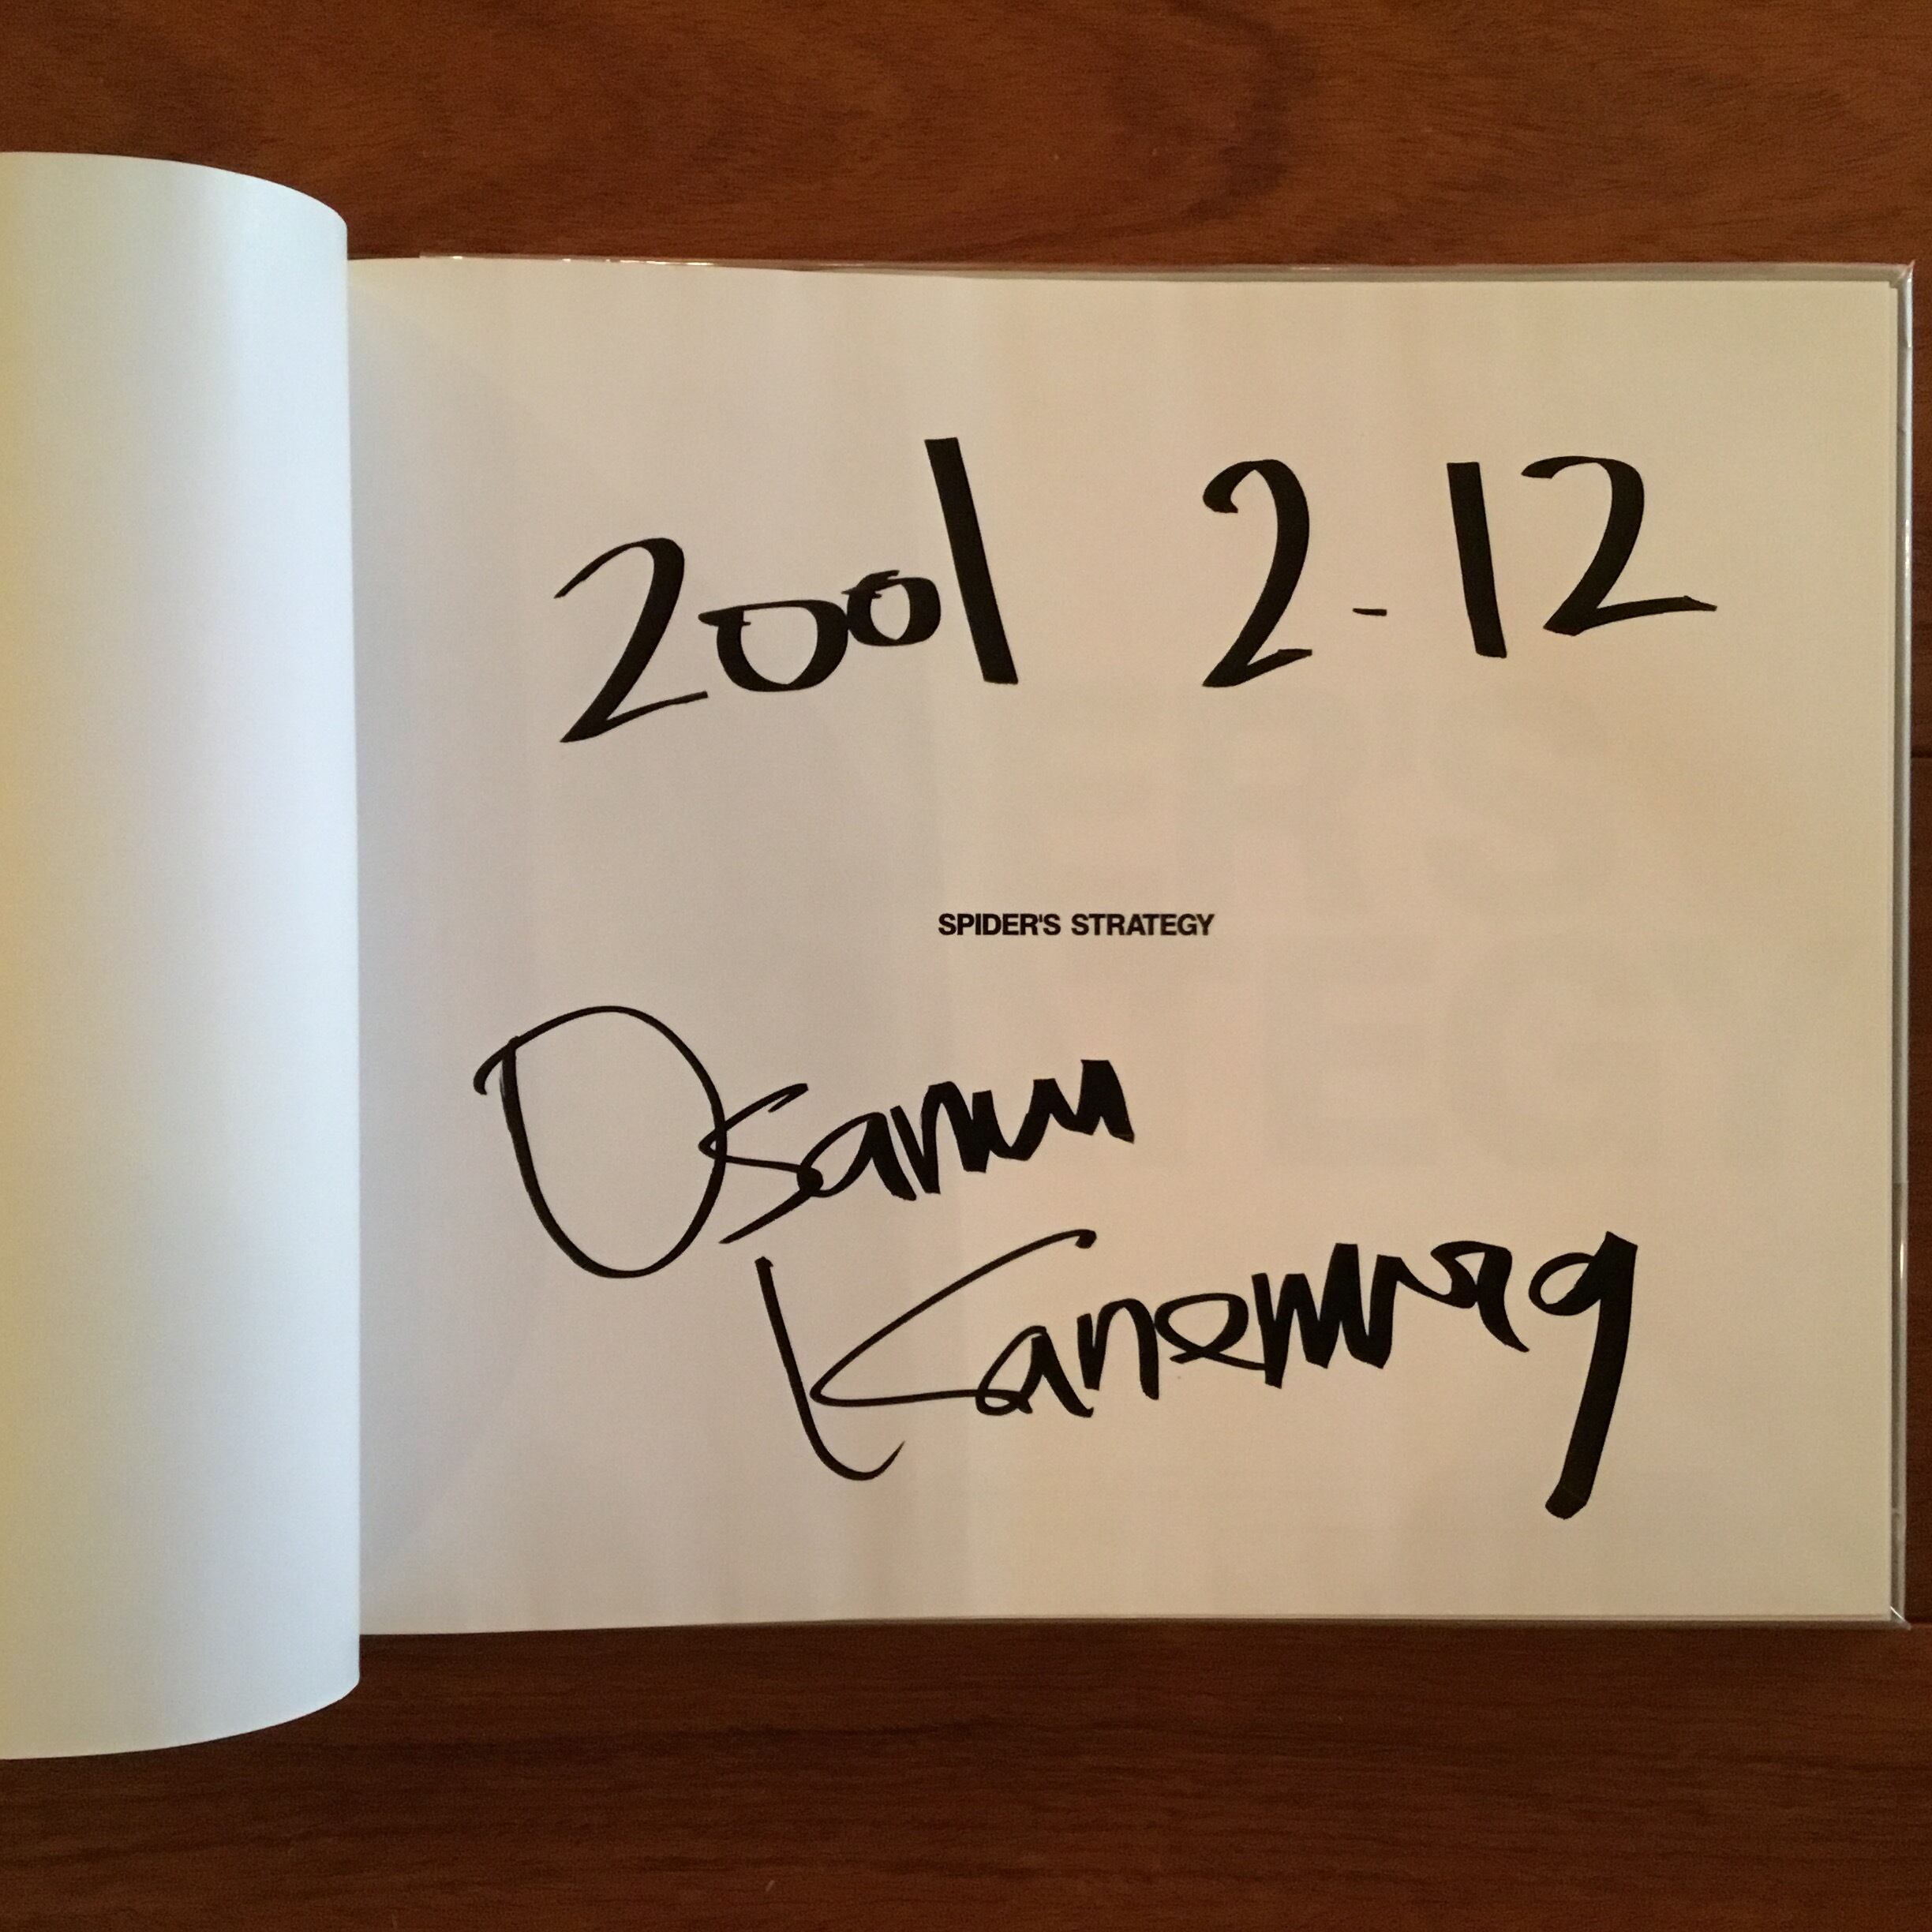 2001 2-12
SPIDER'S STRATEGY
Osamu
Kanemura